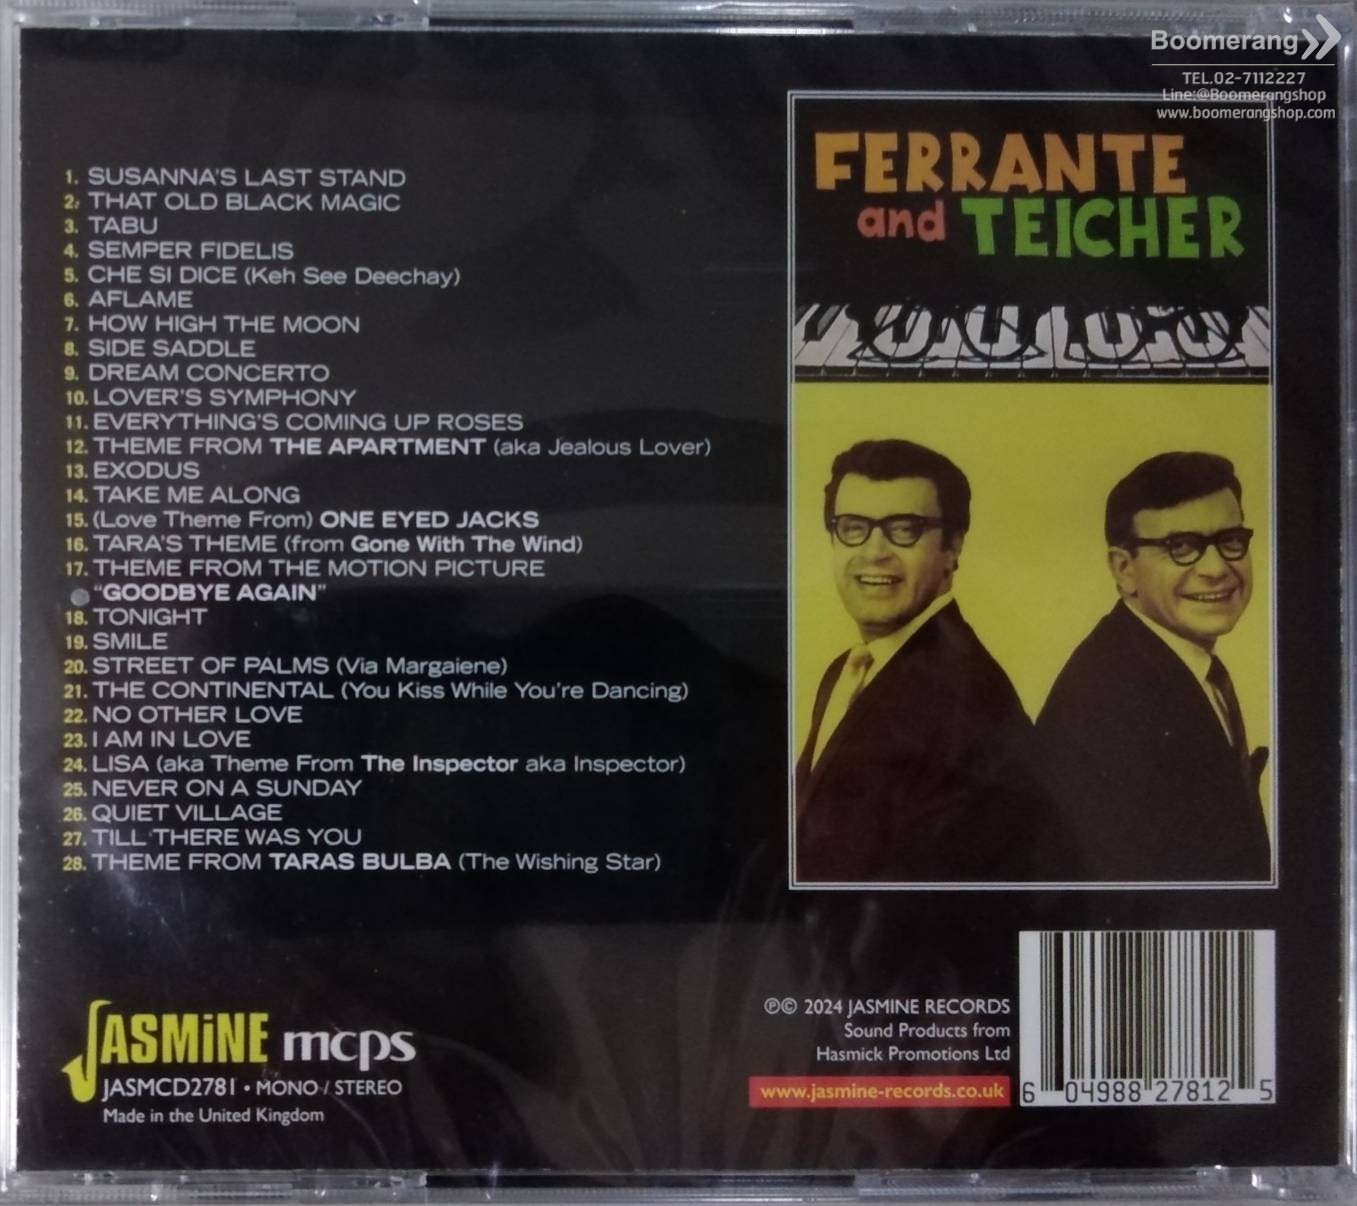 Boomerang
TEL.02-7112227
Line:@Boomerangshop
www.boomerangshop.com
FERRANTE
and TEICHER
1. SUSANNA'S LAST STAND
2. THAT OLD BLACK MAGIC
3. TABU
4. SEMPER FIDELIS
5. CHE SI DICE (Keh See Deechay)
6. AFLAME
7. HOW HIGH THE MOON
8. SIDE SADDLE
9. DREAM CONCERTO
10. LOVER'S SYMPHONY
11. EVERYTHING'S COMING UP ROSES
12. THEME FROM THE APARTMENT (aka Jealous Lover)
13. EXODUS
14. TAKE ME ALONG
15. (Love Theme From) ONE EYED JACKS
16. TARA'S THEME (from Gone With The Wind)
17. THEME FROM THE MOTION PICTURE
"GOODBYE AGAIN"
18. TONIGHT
19. SMILE
20. STREET OF PALMS (Via Margaiene)
21. THE CONTINENTAL (You Kiss While You're Dancing)
22. NO OTHER LOVE
23. I AM IN LOVE
24. LISA (aka Theme From The Inspector aka Inspector)
25. NEVER ON A SUNDAY
26. QUIET VILLAGE
27. TILL THERE WAS YOU
28. THEME FROM TARAS BULBA (The Wishing Star)
JASMiNE mcps
JASMCD2781 • MONO / STEREO
Made in the United Kingdom
℗© 2024 JASMINE RECORDS
Sound Products from
Hasmick Promotions Ltd
www.jasmine-records.co.uk
6 04988 27812 5